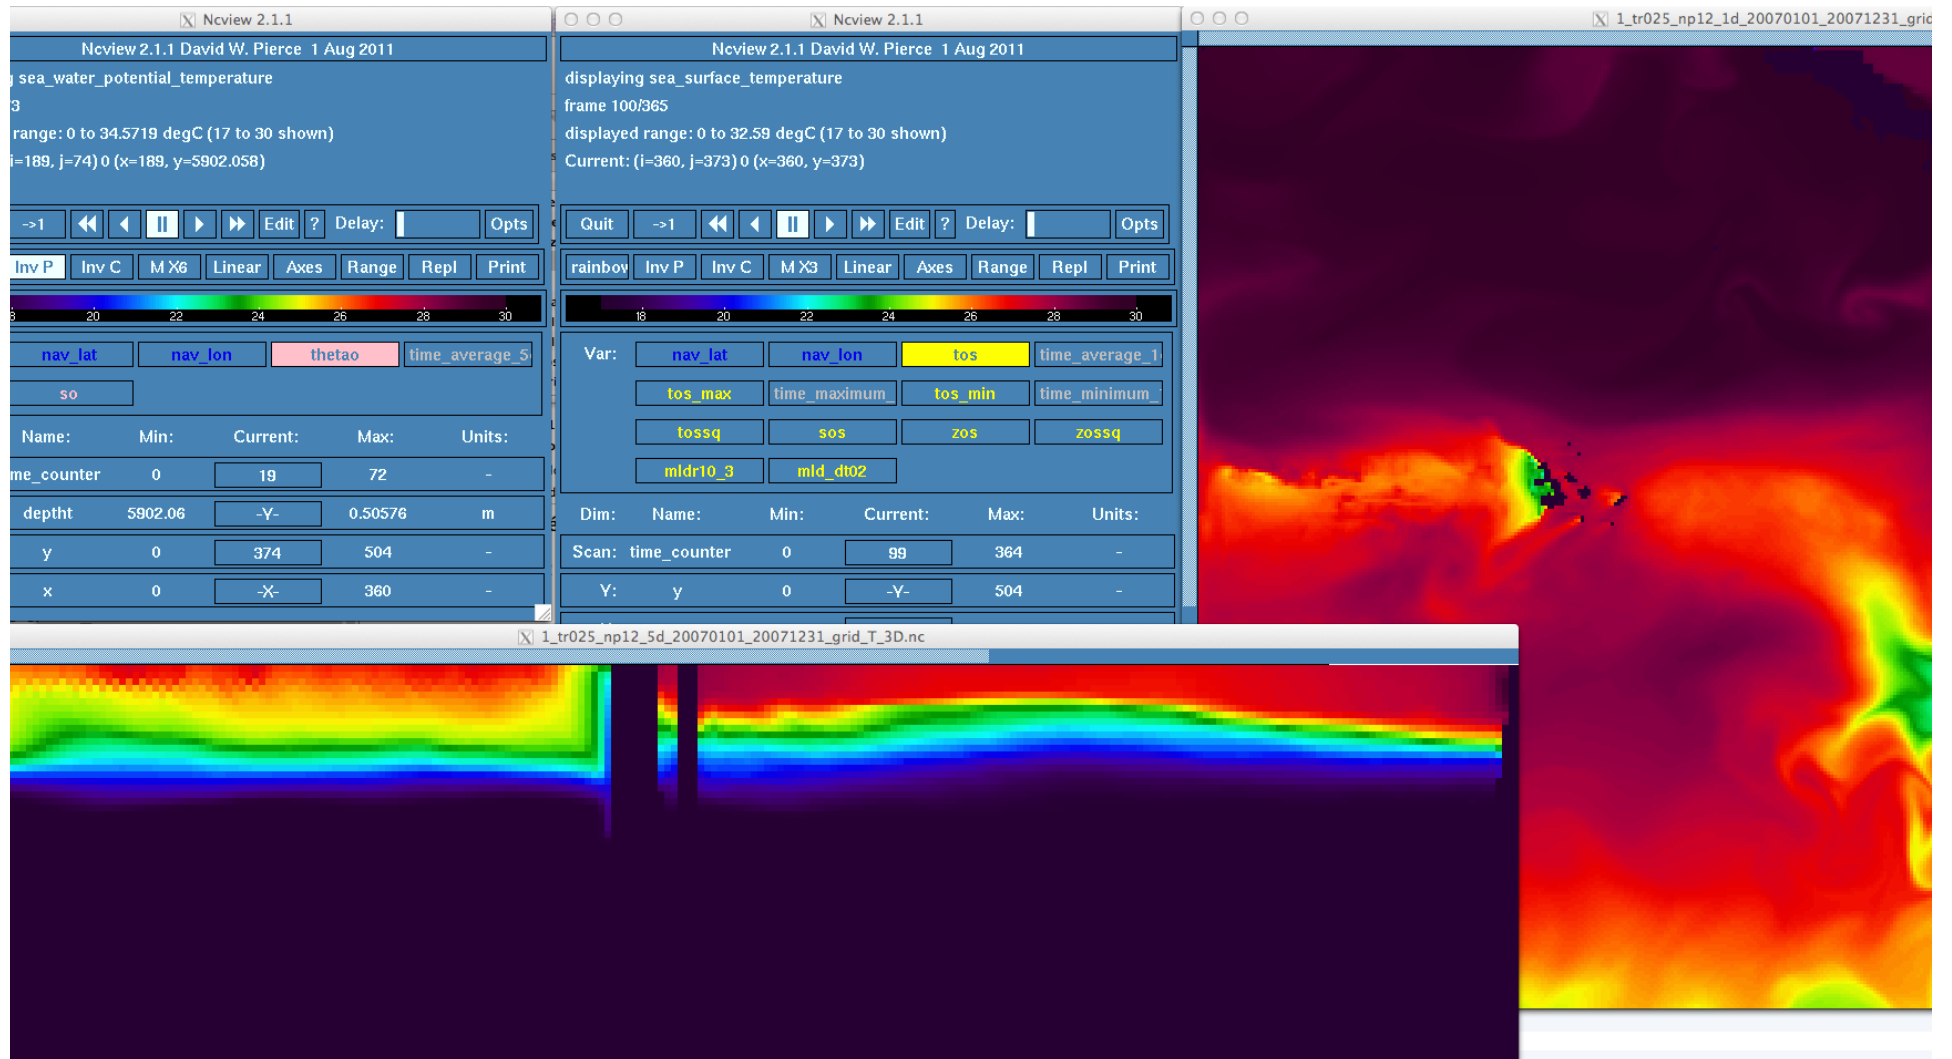 Ncview 2.1.1
Ncview 2.1.1 David W. Pierce 1 Aug 2011
sea_water_potential_temperature
/3
range: 0 to 34.5719 degC (17 to 30 shown)
i=189, j=74) 0 (x=189, y=5902.058)
->1 Edit ? Delay: Opts
Inv P Inv C M X6 Linear Axes Range Repl Print
20 22 24 26 28 30
nav_lat nav_lon thetao time_average_5
so
Name: Min: Current: Max: Units:
me_counter 0 19 72 -
deptht 5902.06 -Y- 0.50576 m
y 0 374 504 -
x 0 -X- 360 -
Ncview 2.1.1
Ncview 2.1.1 David W. Pierce 1 Aug 2011
displaying sea_surface_temperature
frame 100/365
displayed range: 0 to 32.59 degC (17 to 30 shown)
Current: (i=360, j=373) 0 (x=360, y=373)
Quit ->1 Edit ? Delay: Opts
rainbow Inv P Inv C M X3 Linear Axes Range Repl Print
18 20 22 24 26 28 30
Var: nav_lat nav_lon tos time_average_1
tos_max time_maximum_ tos_min time_minimum_
tossq sos zos zossq
mldr10_3 mld_dt02
Dim: Name: Min: Current: Max: Units:
Scan: time_counter 0 99 364 -
Y: y 0 -Y- 504 -
1_tr025_np12_1d_20070101_20071231_grid
1_tr025_np12_5d_20070101_20071231_grid_T_3D.nc